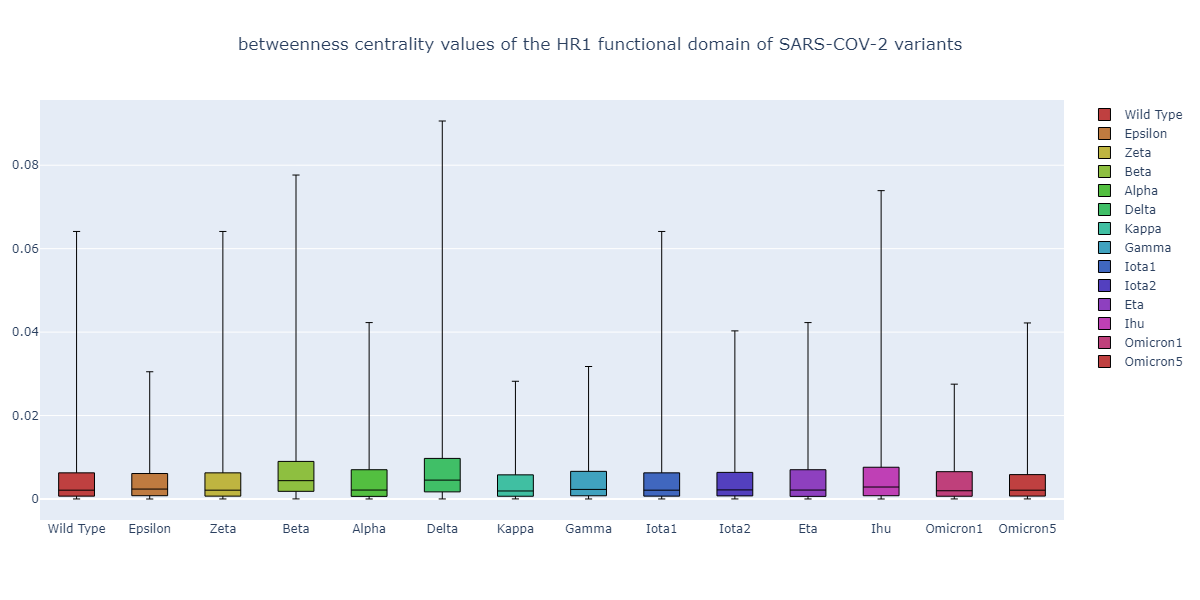 betweenness centrality values of the HR1 functional domain of SARS-COV-2 variants
0.08
0.06
0.04
0.02
0
Wild Type
Epsilon
Zeta
Beta
Alpha
Delta
Kappa
Gamma
Iota1
Iota2
Eta
Ihu
Omicron1
Omicron5
Wild Type
Epsilon
Zeta
Beta
Alpha
Delta
Kappa
Gamma
Iota1
Iota2
Eta
Ihu
Omicron1
Omicron5